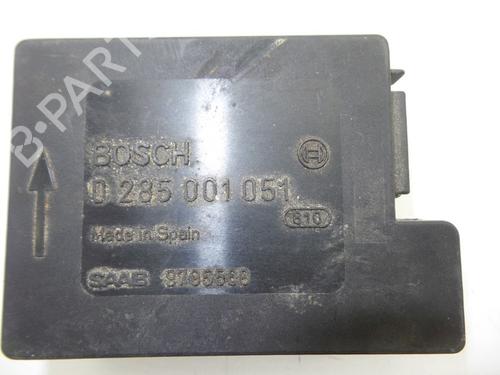 B-PARTS
BOSCH
0 285 001 051
810
Made in Spain
SAAB